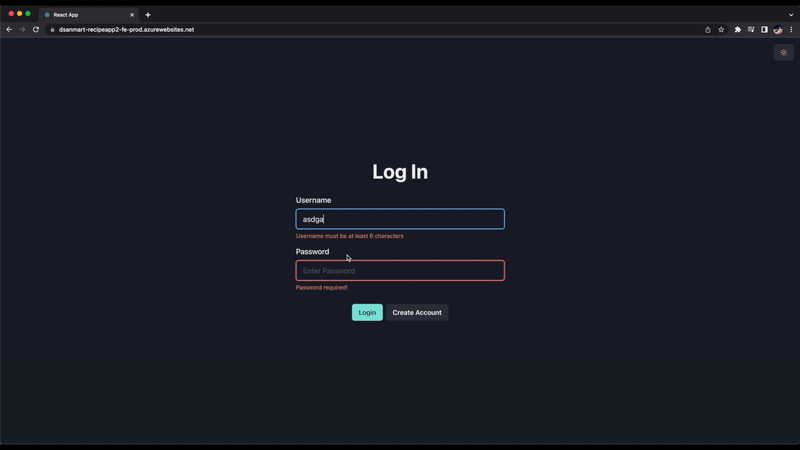 React App
dsanmart-recipeapp2-fe-prod.azurewebsites.net
Log In
Username
asdga
Username must be at least 6 characters
Password
Enter Password
Password required!
Login Create Account